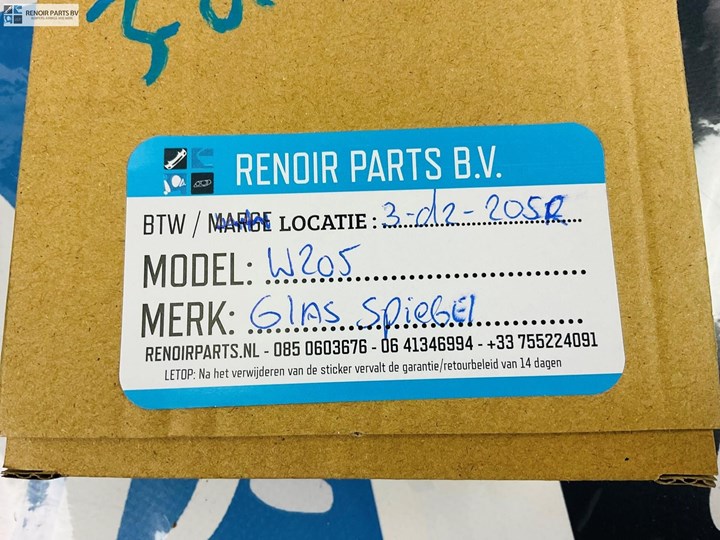 RENOIR PARTS BV
RENOIR PARTS B.V.
BTW / MARGE LOCATIE : 3-d2-205R
MODEL: W205
MERK: Glas Spiegel
RENOIRPARTS.NL - 085 0603676 - 06 41346994 - +33 755224091
LETOP: Na het verwijderen van de sticker vervalt de garantie/retourbeleid van 14 dagen